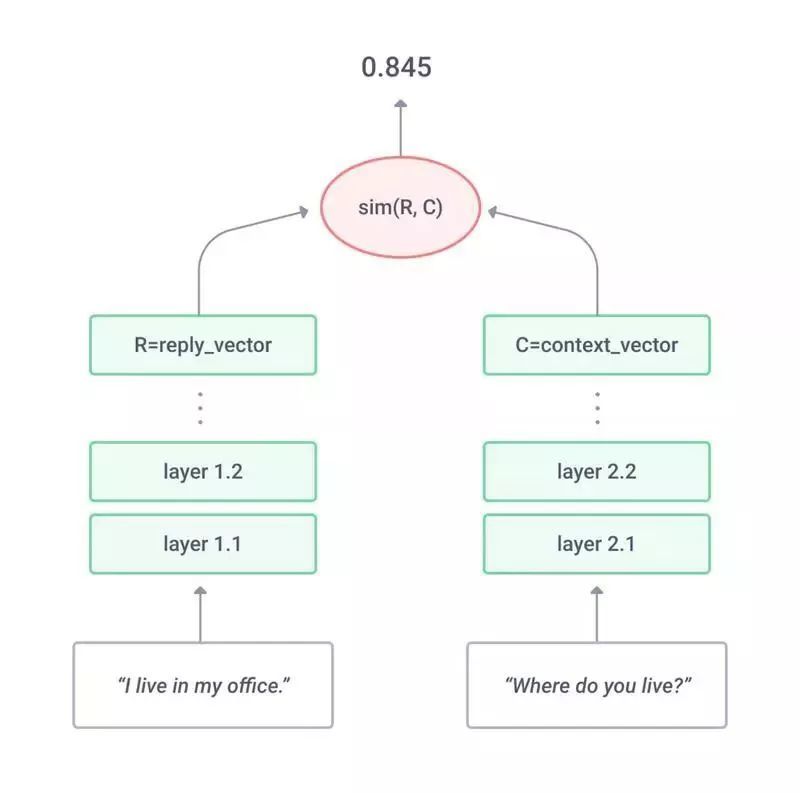 0.845
sim(R, C)
R=reply_vector
C=context_vector
layer 1.2
layer 2.2
layer 1.1
layer 2.1
“I live in my office.”
“Where do you live?”